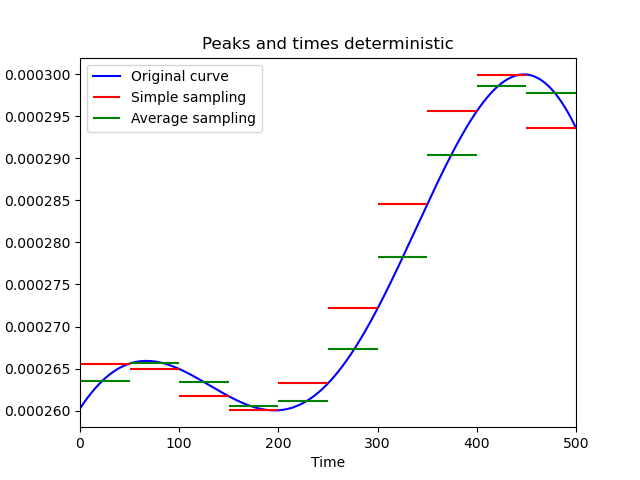 Peaks and times deterministic
0.000300
0.000295
0.000290
0.000285
0.000280
0.000275
0.000270
0.000265
0.000260
Original curve
Simple sampling
Average sampling
0 100 200 300 400 500
Time